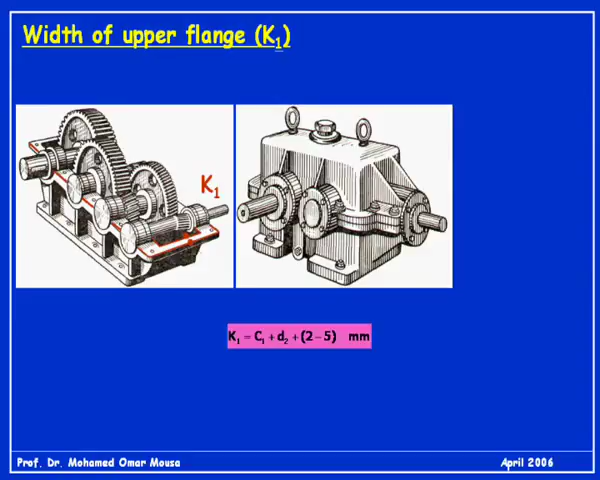 Width of upper flange (K₁)
K₁
K₁ = C₁ + d₂ + (2 – 5) mm
Prof. Dr. Mohamed Omar Mousa
April 2006